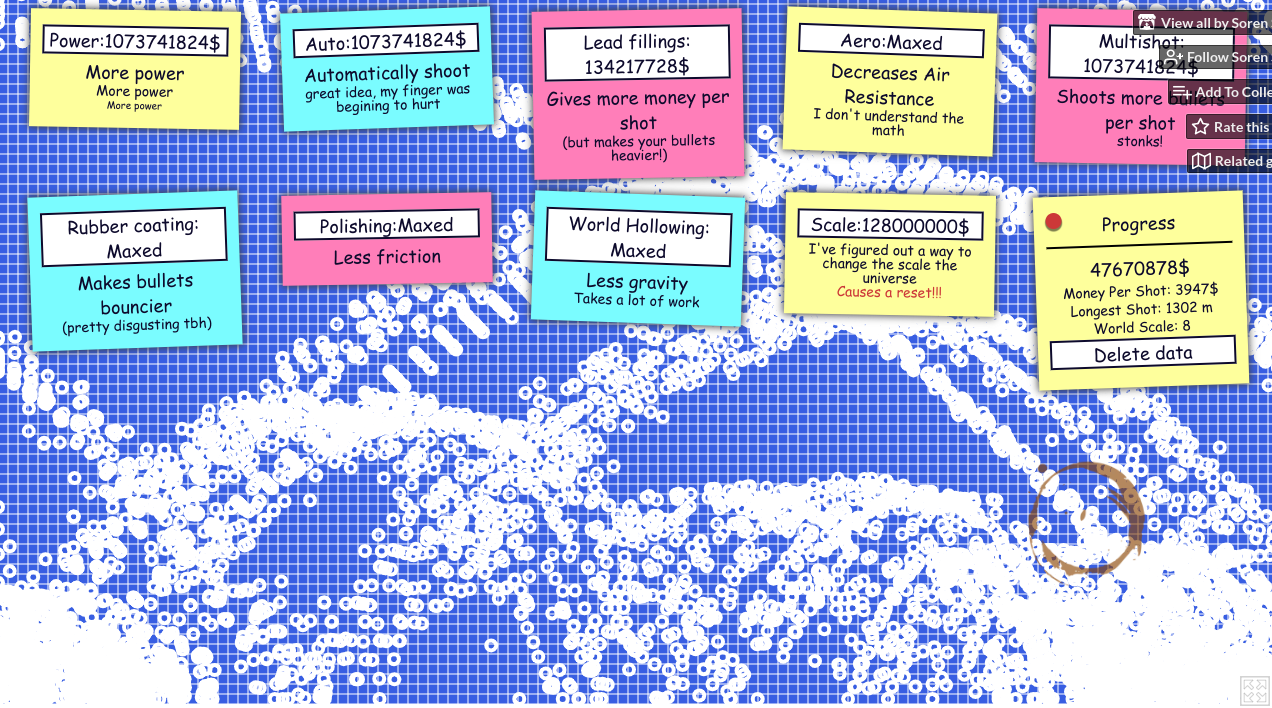 Power:1073741824$
More power
More power
More power
Auto:1073741824$
Automatically shoot
great idea, my finger was
begining to hurt
Lead fillings:
134217728$
Gives more money per
shot
(but makes your bullets
heavier!)
Aero:Maxed
Decreases Air
Resistance
I don't understand the
math
Multishot:
1073741824$
Shoots more bullets
per shot
stonks!
View all by Soren
Follow Soren
Add To Colle
Rate this
Related g
Rubber coating:
Maxed
Makes bullets
bouncier
(pretty disgusting tbh)
Polishing:Maxed
Less friction
World Hollowing:
Maxed
Less gravity
Takes a lot of work
Scale:128000000$
I've figured out a way to
change the scale the
universe
Causes a reset!!!
Progress
47670878$
Money Per Shot: 3947$
Longest Shot: 1302 m
World Scale: 8
Delete data